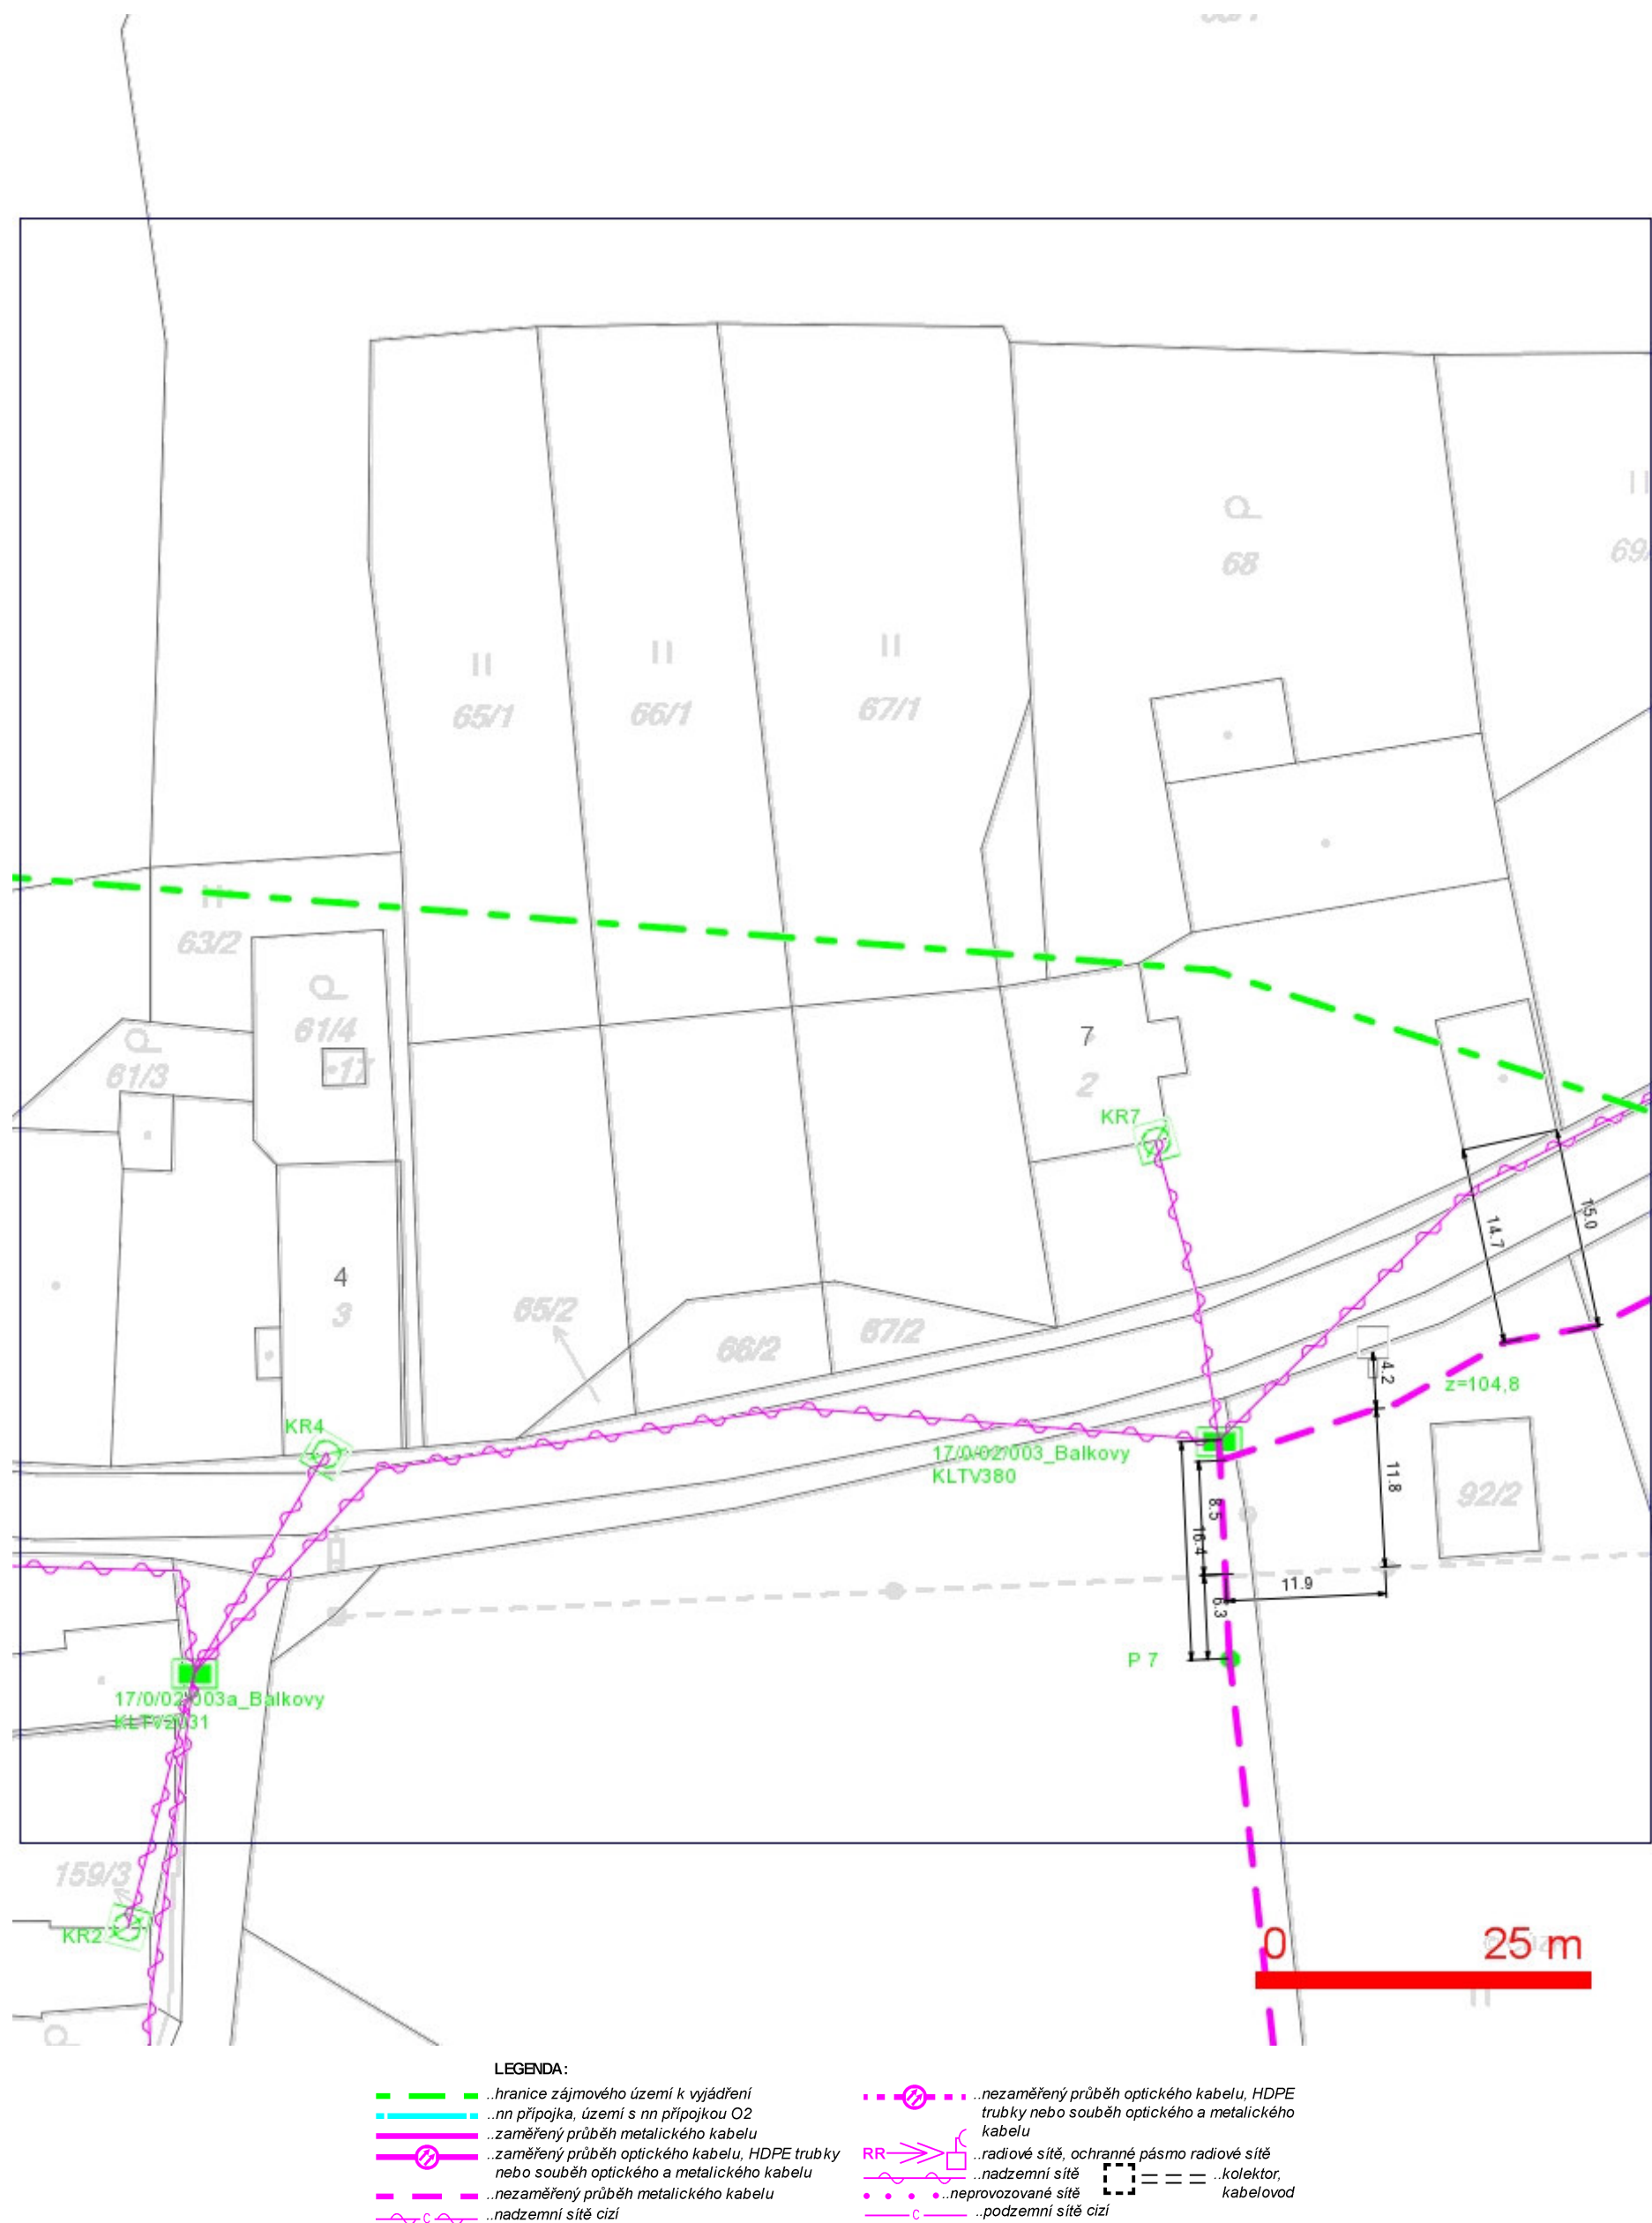 68
65/1
66/1
67/1
63/2
61/4
17
61/3
7
2
KR7
4
3
65/2
66/2
67/2
14.7
15.0
4.2
z=104,8
KR4
17/0/02/003_Balkovy
KLTV380
11.8
92/2
8.5
16.4
11.9
6.3
P 7
17/0/02/003a_Balkovy
159/3
KR2
0
25 m
LEGENDA:
..hranice zájmového území k vyjádření
..nn přípojka, území s nn přípojkou O2
..zaměřený průběh metalického kabelu
..zaměřený průběh optického kabelu, HDPE trubky
nebo souběh optického a metalického kabelu
..nezaměřený průběh metalického kabelu
C
..nadzemní sítě cizí
..nezaměřený průběh optického kabelu, HDPE
trubky nebo souběh optického a metalického
kabelu
RR
..radiové sítě, ochranné pásmo radiové sítě
..nadzemní sítě
..kolektor,
kabelovod
..neprovozované sítě
C
..podzemní sítě cizí